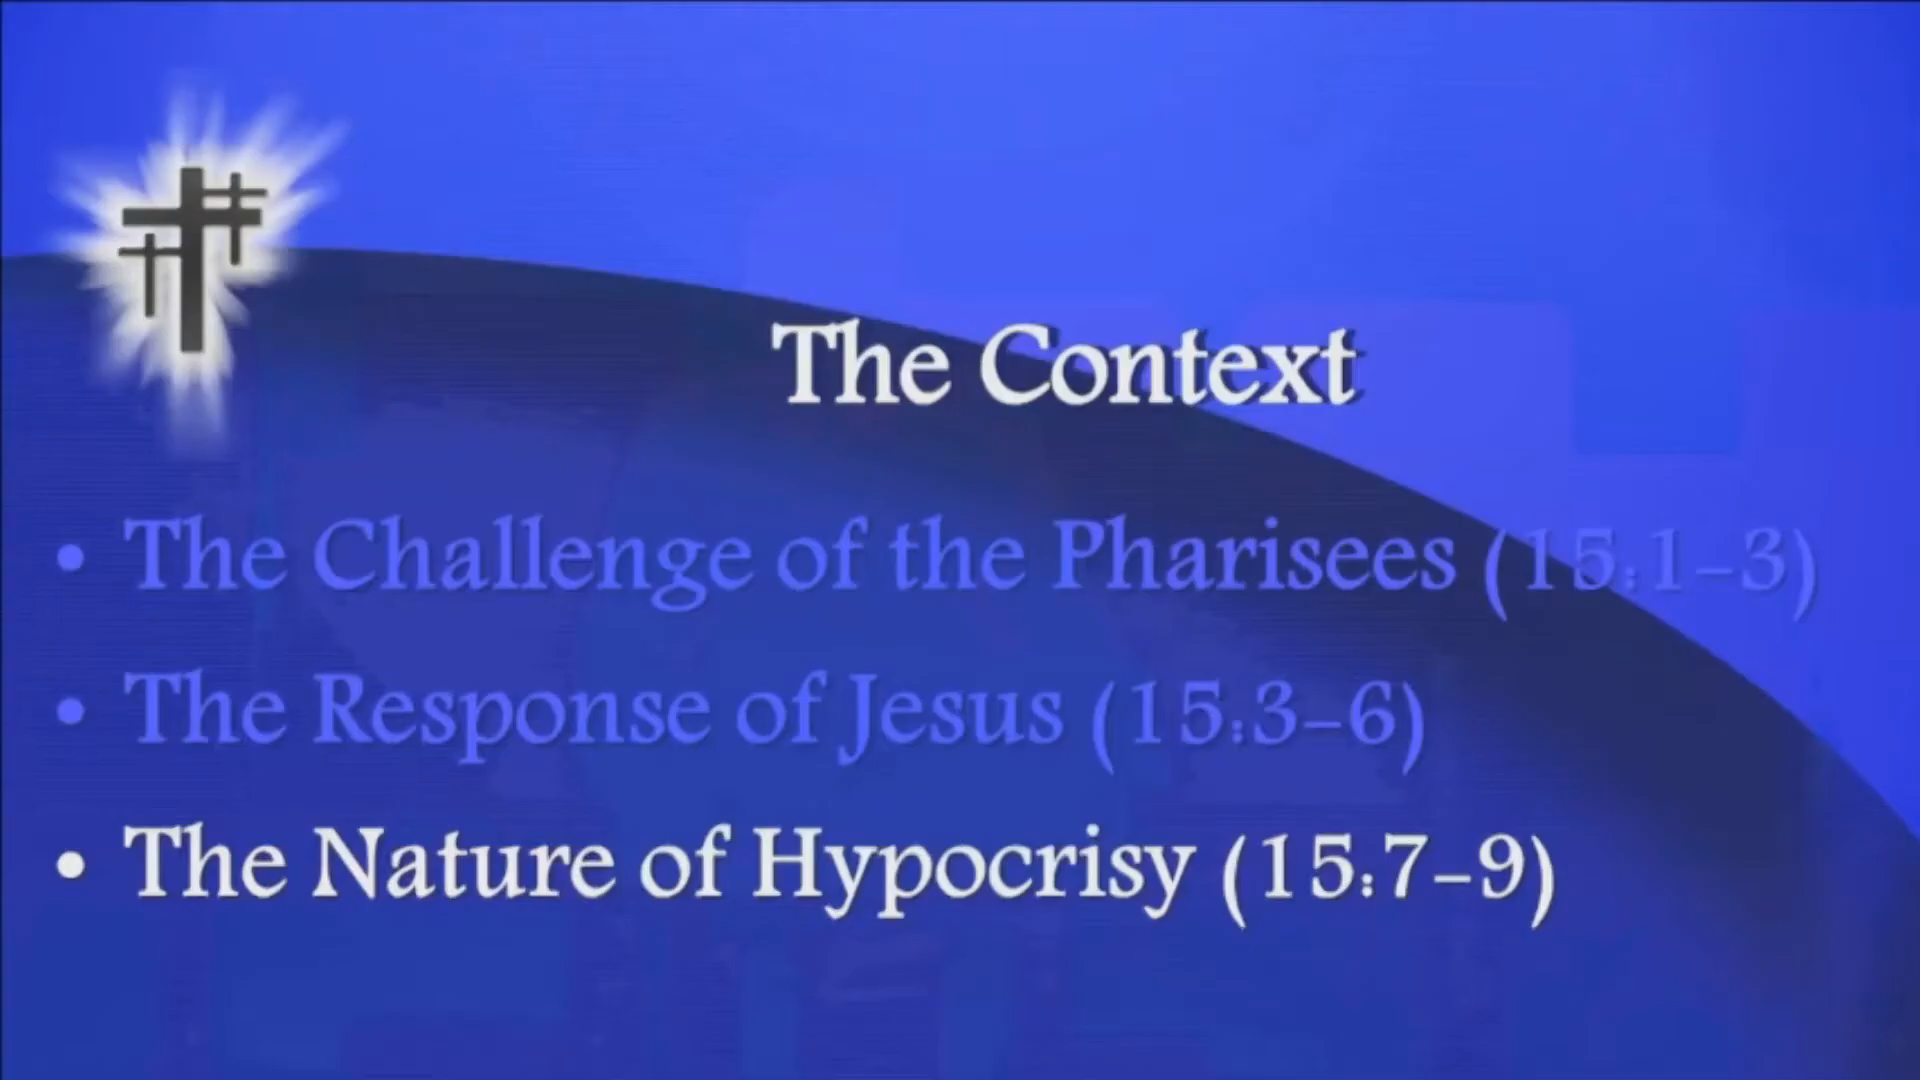 The Context
• The Challenge of the Pharisees (15:1-3)
• The Response of Jesus (15:3-6)
• The Nature of Hypocrisy (15:7-9)